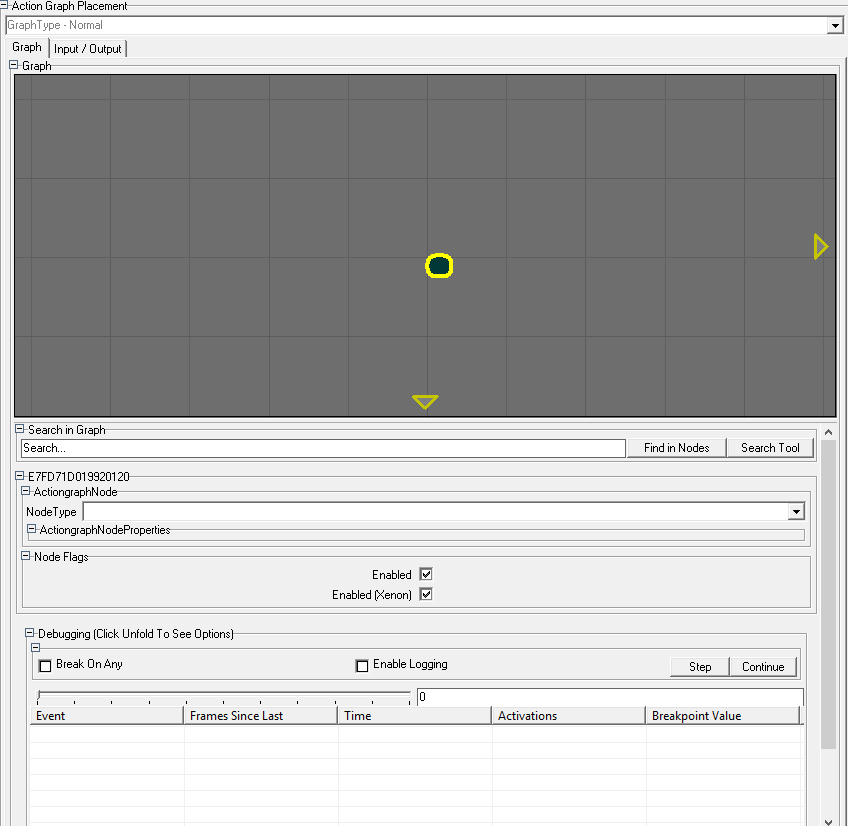 Action Graph Placement
GraphType - Normal
Graph Input / Output
Graph
Search in Graph
Search... Find in Nodes Search Tool
E7FD71D019920120
ActiongraphNode
NodeType
ActiongraphNodeProperties
Node Flags
Enabled
Enabled (Xenon)
Debugging (Click Unfold To See Options)
Break On Any Enable Logging Step Continue
0
Event Frames Since Last Time Activations Breakpoint Value